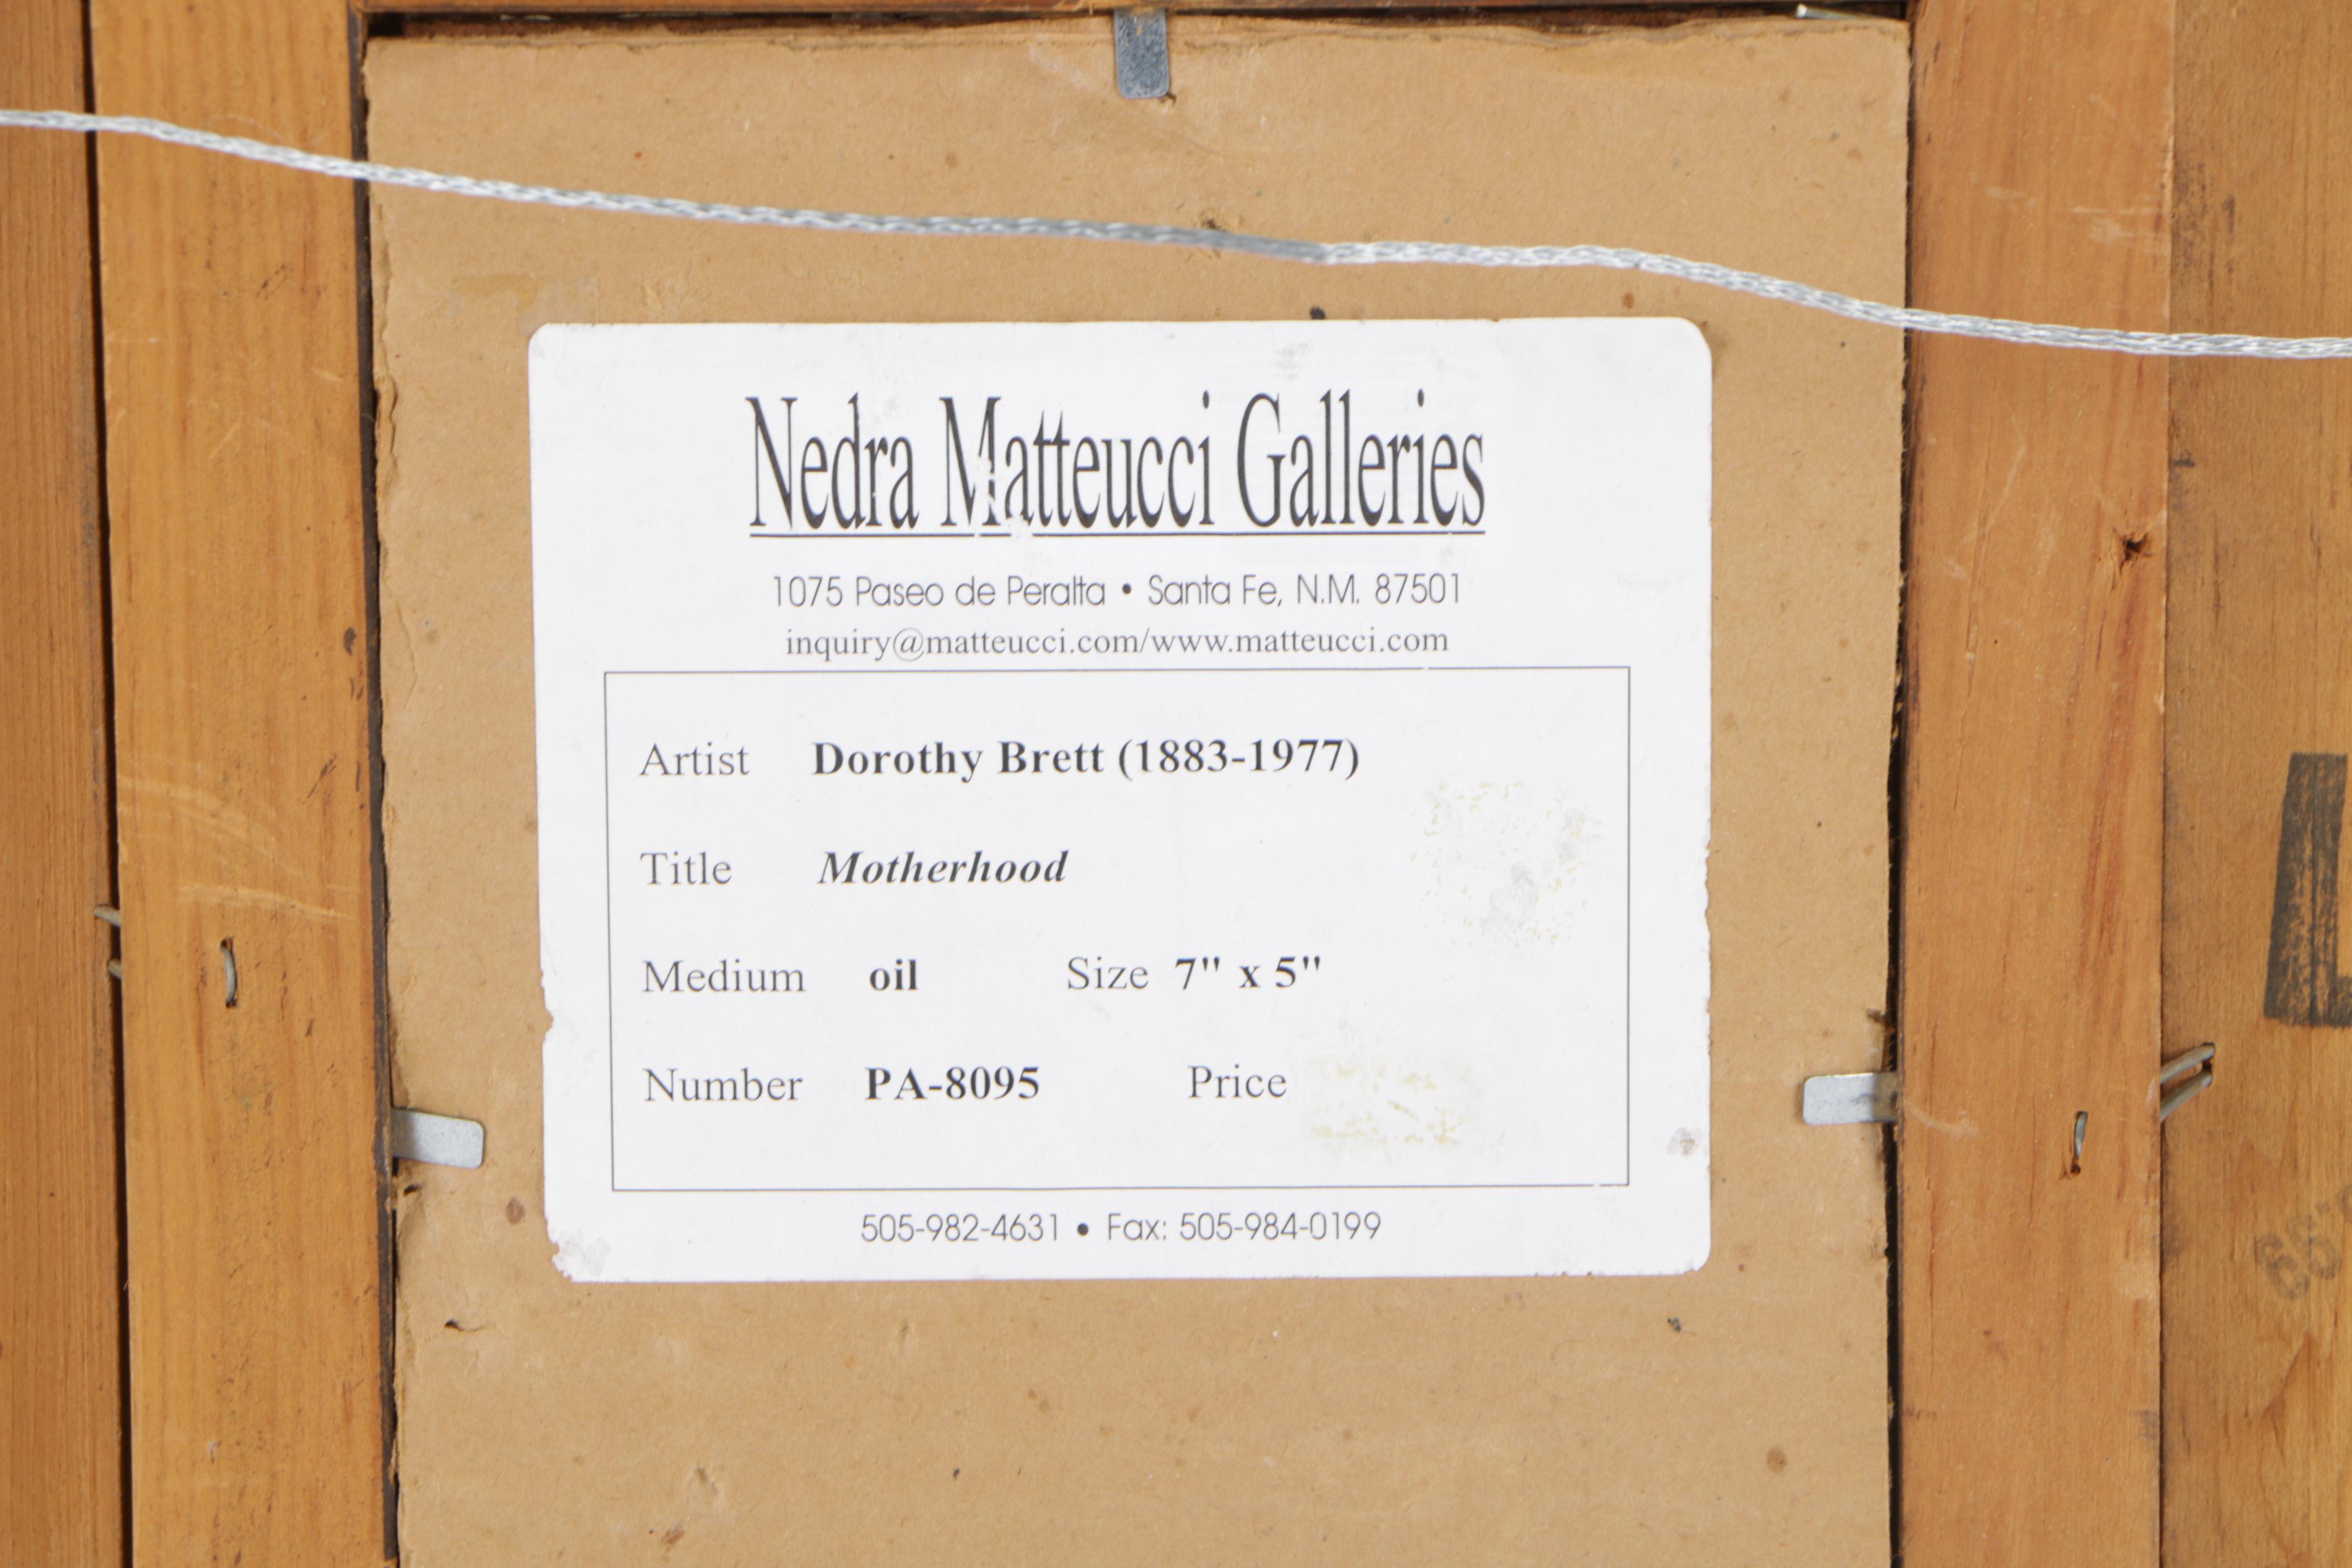 Nedra Matteucci Galleries
1075 Paseo de Peralta • Santa Fe, N.M. 87501
inquiry@matteucci.com/www.matteucci.com
Artist Dorothy Brett (1883-1977)
Title Motherhood
Medium oil Size 7" x 5"
Number PA-8095 Price
505-982-4631 • Fax: 505-984-0199